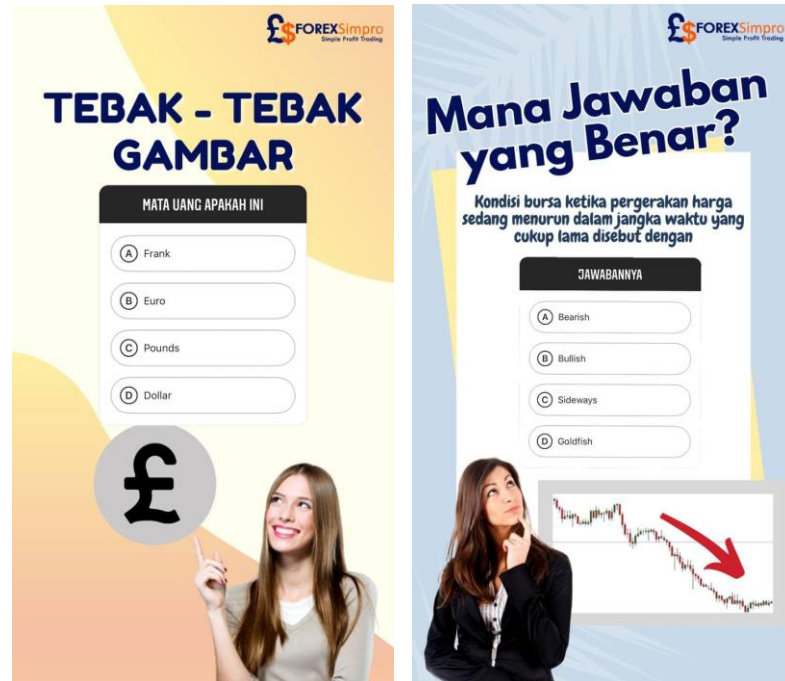 £$FOREXSimpro
Simple Profit Trading
TEBAK - TEBAK
GAMBAR
MATA UANG APAKAH INI
A Frank
B Euro
C Pounds
D Dollar
£
£$FOREXSimpro
Simple Profit Trading
Mana Jawaban
yang Benar?
Kondisi bursa ketika pergerakan harga
sedang menurun dalam jangka waktu yang
cukup lama disebut dengan
JAWABANNYA
A Bearish
B Bullish
C Sideways
D Goldfish